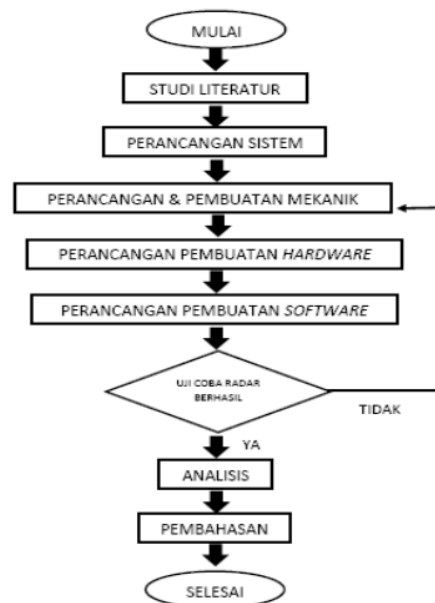 MULAI
STUDI LITERATUR
PERANCANGAN SISTEM
PERANCANGAN & PEMBUATAN MEKANIK
PERANCANGAN PEMBUATAN HARDWARE
PERANCANGAN PEMBUATAN SOFTWARE
UJI COBA RADAR
BERHASIL
TIDAK
YA
ANALISIS
PEMBAHASAN
SELESAI